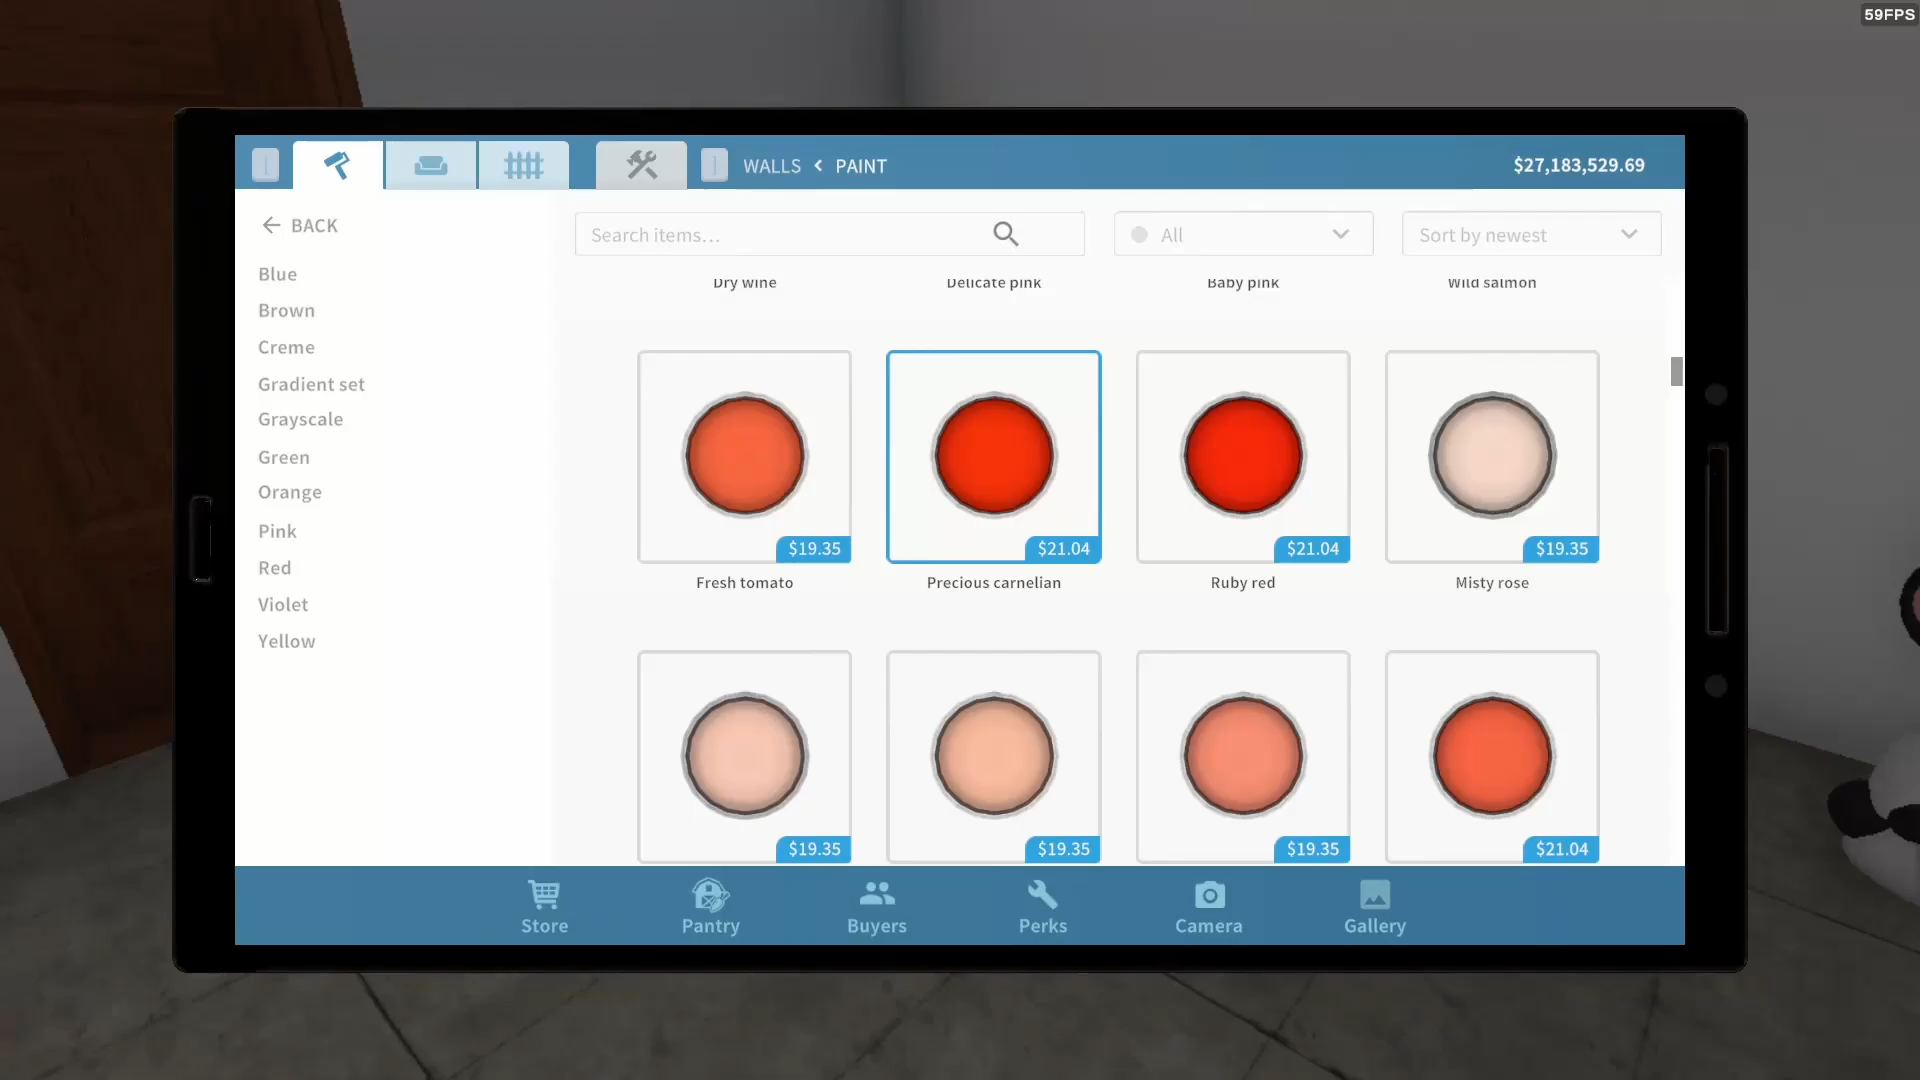 59FPS
WALLS < PAINT
$27,183,529.69
BACK
Search items...
All
Sort by newest
Blue
Brown
Creme
Gradient set
Grayscale
Green
Orange
Pink
Red
Violet
Yellow
Dry wine
Delicate pink
Baby pink
Wild salmon
$19.35
$21.04
$21.04
$19.35
Fresh tomato
Precious carnelian
Ruby red
Misty rose
$19.35
$19.35
$19.35
$21.04
Store
Pantry
Buyers
Perks
Camera
Gallery